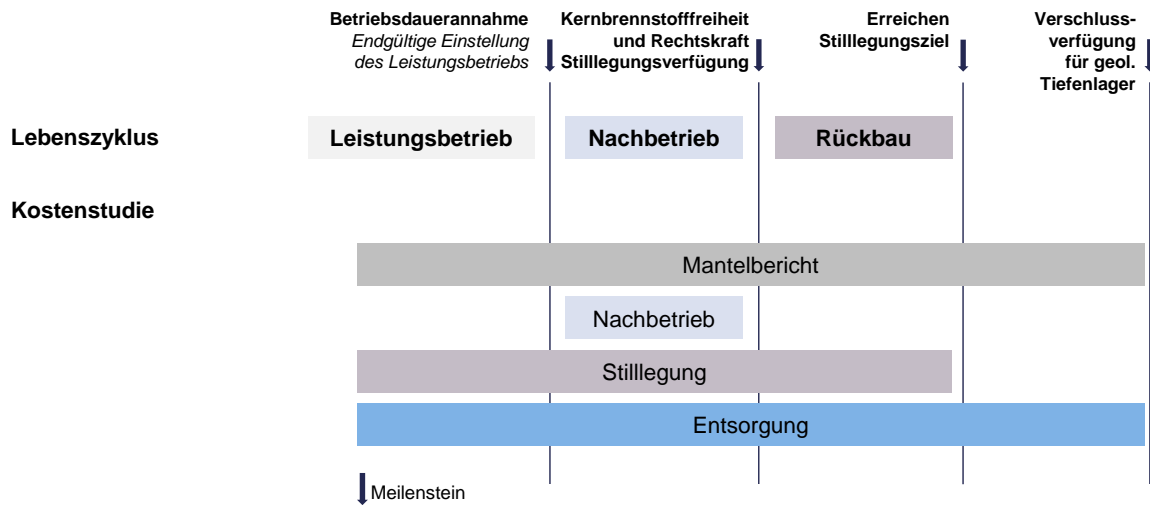 Betriebsdauerannahme
Endgültige Einstellung
des Leistungsbetriebs
Kernbrennstofffreiheit
und Rechtskraft
Stilllegungsverfügung
Erreichen
Stilllegungsziel
Verschluss-
verfügung
für geol.
Tiefenlager
Lebenszyklus
Leistungsbetrieb
Nachbetrieb
Rückbau
Kostenstudie
Mantelbericht
Nachbetrieb
Stilllegung
Entsorgung
Meilenstein